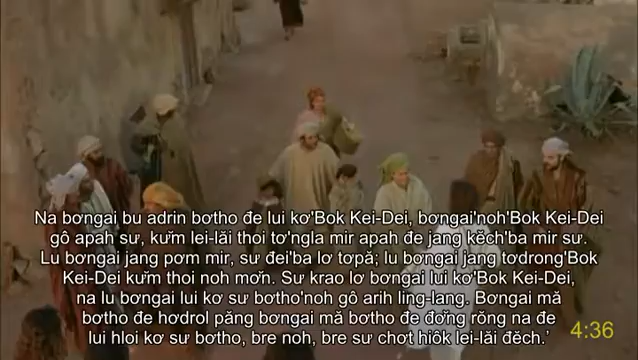 Na bơngai bu adrin bơtho đe lui kơ'Bok Kei-Dei, bơngai'noh'Bok Kei-Dei
gô apah sư, kư̆m lei-lăi thoi tơ'ngla mir apah đe jang kĕch'ba mir sư.
Lu bơngai jang pơm mir, sư đei'ba lơ tơpă; lu bơngai jang tơdrong'Bok
Kei-Dei kư̆m thoi noh mơ̆n. Sư krao lơ bơngai lui kơ'Bok Kei-Dei,
na lu bơngai lui kơ sư bơtho'noh gô arih ling-lang. Bơngai mă
bơtho đe hơdrol păng bơngai mă bơtho đe đơ̆ng rŏng na đe
lui hloi kơ sư bơtho, bre noh, bre sư chơt hiôk lei-lăi đĕch.’
4:36